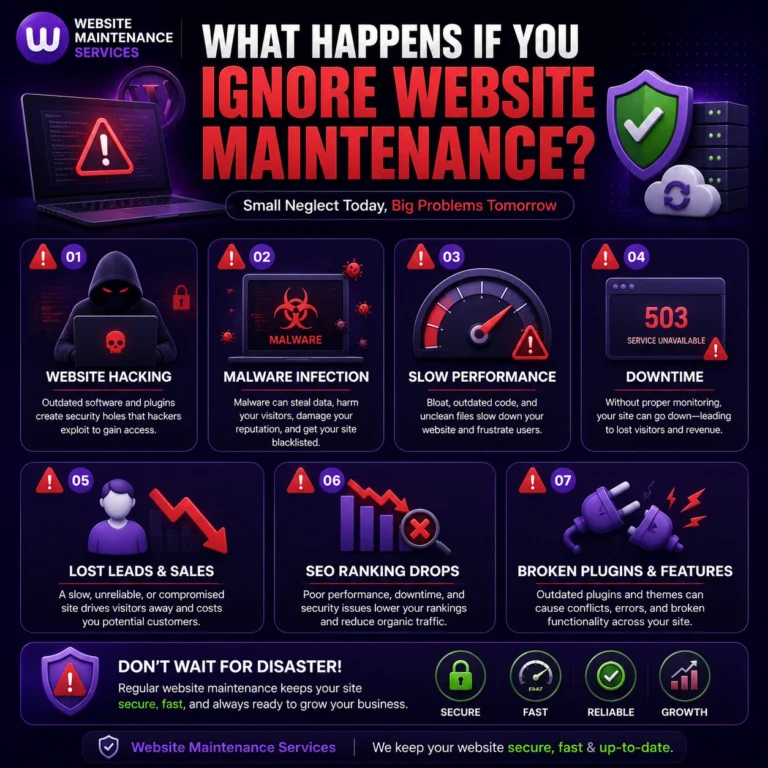 WEBSITE
MAINTENANCE
SERVICES
WHAT HAPPENS IF YOU
IGNORE WEBSITE
MAINTENANCE?
Small Neglect Today, Big Problems Tomorrow
01
WEBSITE HACKING
Outdated software and plugins
create security holes that hackers
exploit to gain access.
02
MALWARE
MALWARE INFECTION
Malware can steal data, harm
your visitors, damage your
reputation, and get your site
blacklisted.
03
SLOW PERFORMANCE
Bloat, outdated code, and
unclean files slow down your
website and frustrate users.
04
503
SERVICE UNAVAILABLE
DOWNTIME
Without proper monitoring,
your site can go down—leading
to lost visitors and revenue.
05
LOST LEADS & SALES
A slow, unreliable, or compromised
site drives visitors away and costs
you potential customers.
06
SEO RANKING DROPS
Poor performance, downtime, and
security issues lower your rankings
and reduce organic traffic.
07
BROKEN PLUGINS & FEATURES
Outdated plugins and themes can
cause conflicts, errors, and broken
functionality across your site.
DON'T WAIT FOR DISASTER!
Regular website maintenance keeps your site
secure, fast, and always ready to grow your business.
SECURE
FAST
RELIABLE
GROWTH
Website Maintenance Services
We keep your website secure, fast & up-to-date.